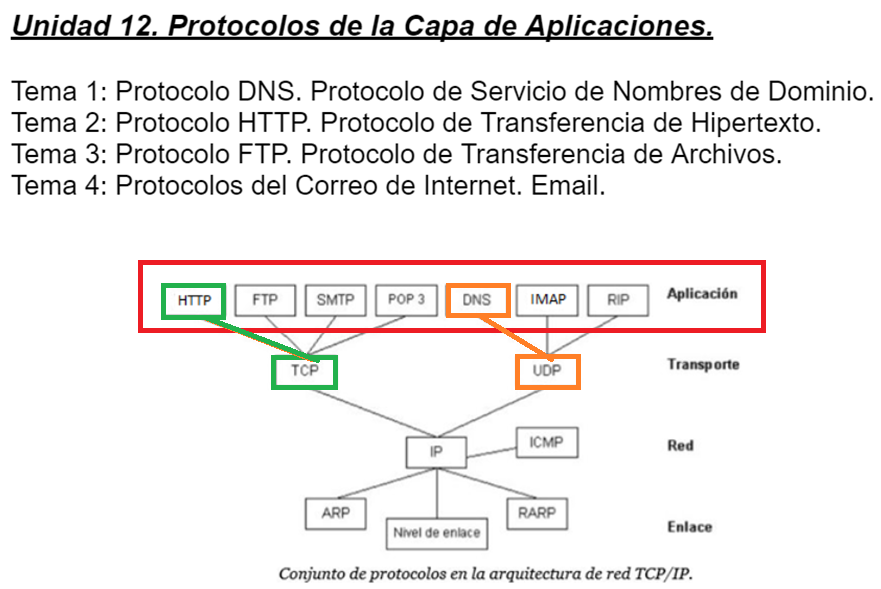 Unidad 12. Protocolos de la Capa de Aplicaciones.
Tema 1: Protocolo DNS. Protocolo de Servicio de Nombres de Dominio.
Tema 2: Protocolo HTTP. Protocolo de Transferencia de Hipertexto.
Tema 3: Protocolo FTP. Protocolo de Transferencia de Archivos.
Tema 4: Protocolos del Correo de Internet. Email.
HTTP FTP SMTP POP 3 DNS IMAP RIP Aplicación
TCP UDP Transporte
IP ICMP Red
ARP Nivel de enlace RARP Enlace
Conjunto de protocolos en la arquitectura de red TCP/IP.